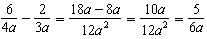 6/4a − 2/3a = 18a − 8a/12a² = 10a/12a² = 5/6a